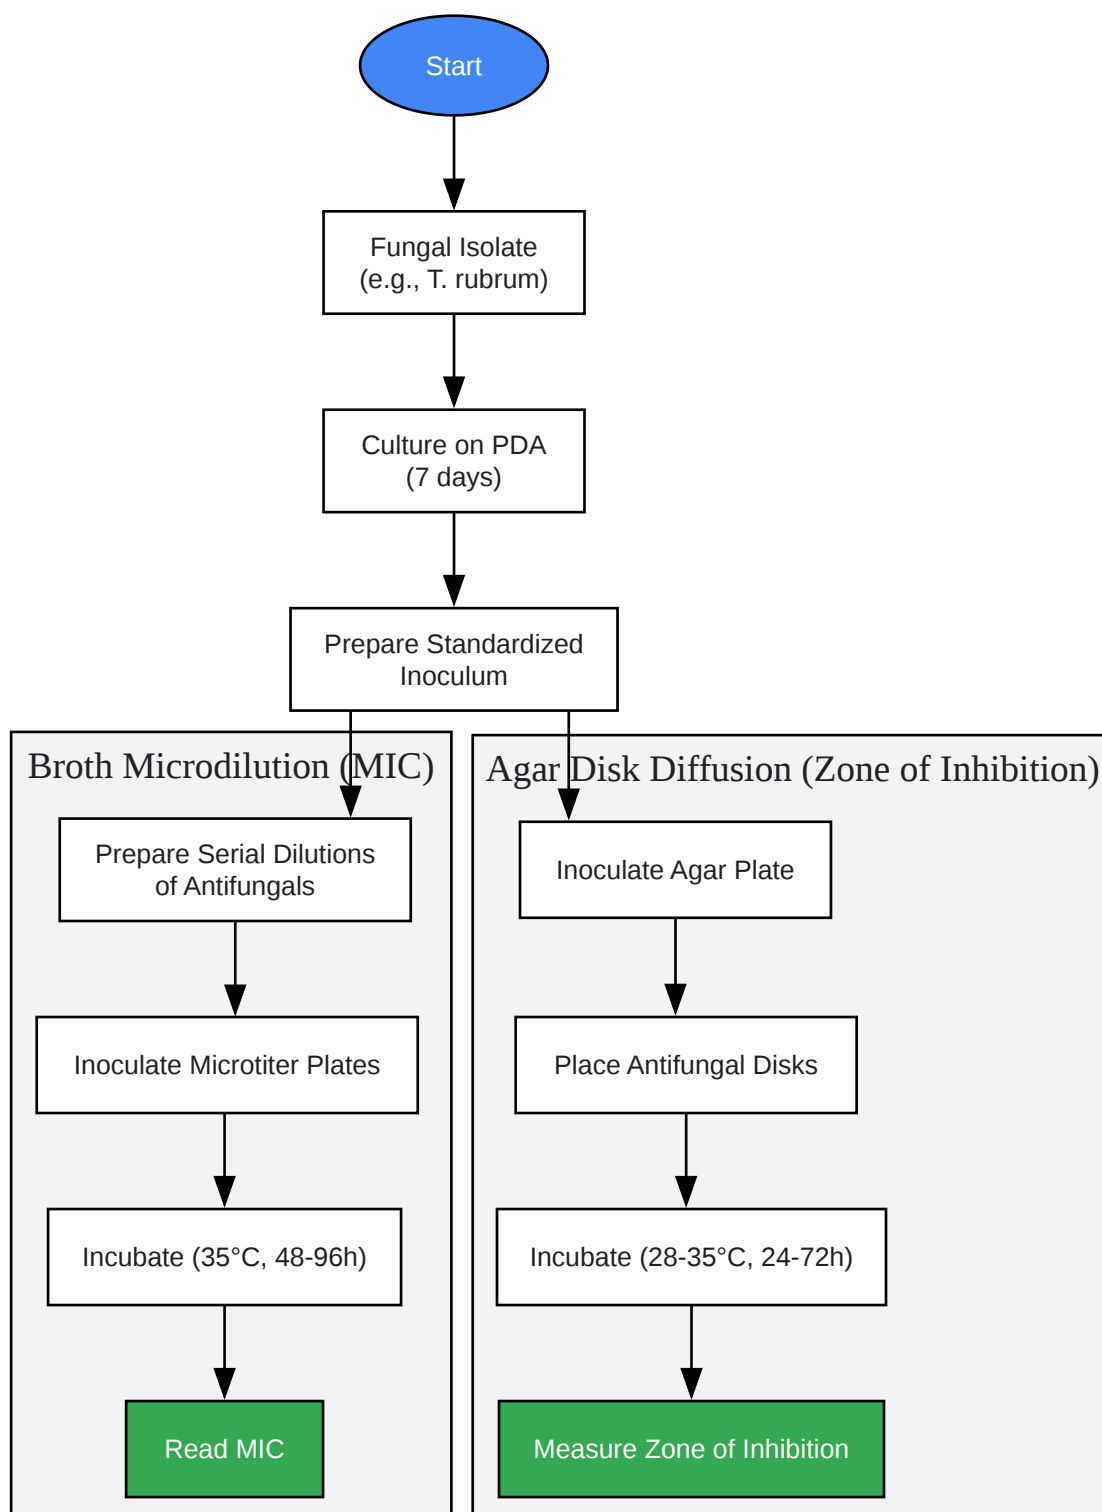 Start
Fungal Isolate
(e.g., T. rubrum)
Culture on PDA
(7 days)
Prepare Standardized
Inoculum
Broth Microdilution (MIC)
Prepare Serial Dilutions
of Antifungals
Inoculate Microtiter Plates
Incubate (35°C, 48-96h)
Read MIC
Agar Disk Diffusion (Zone of Inhibition)
Inoculate Agar Plate
Place Antifungal Disks
Incubate (28-35°C, 24-72h)
Measure Zone of Inhibition